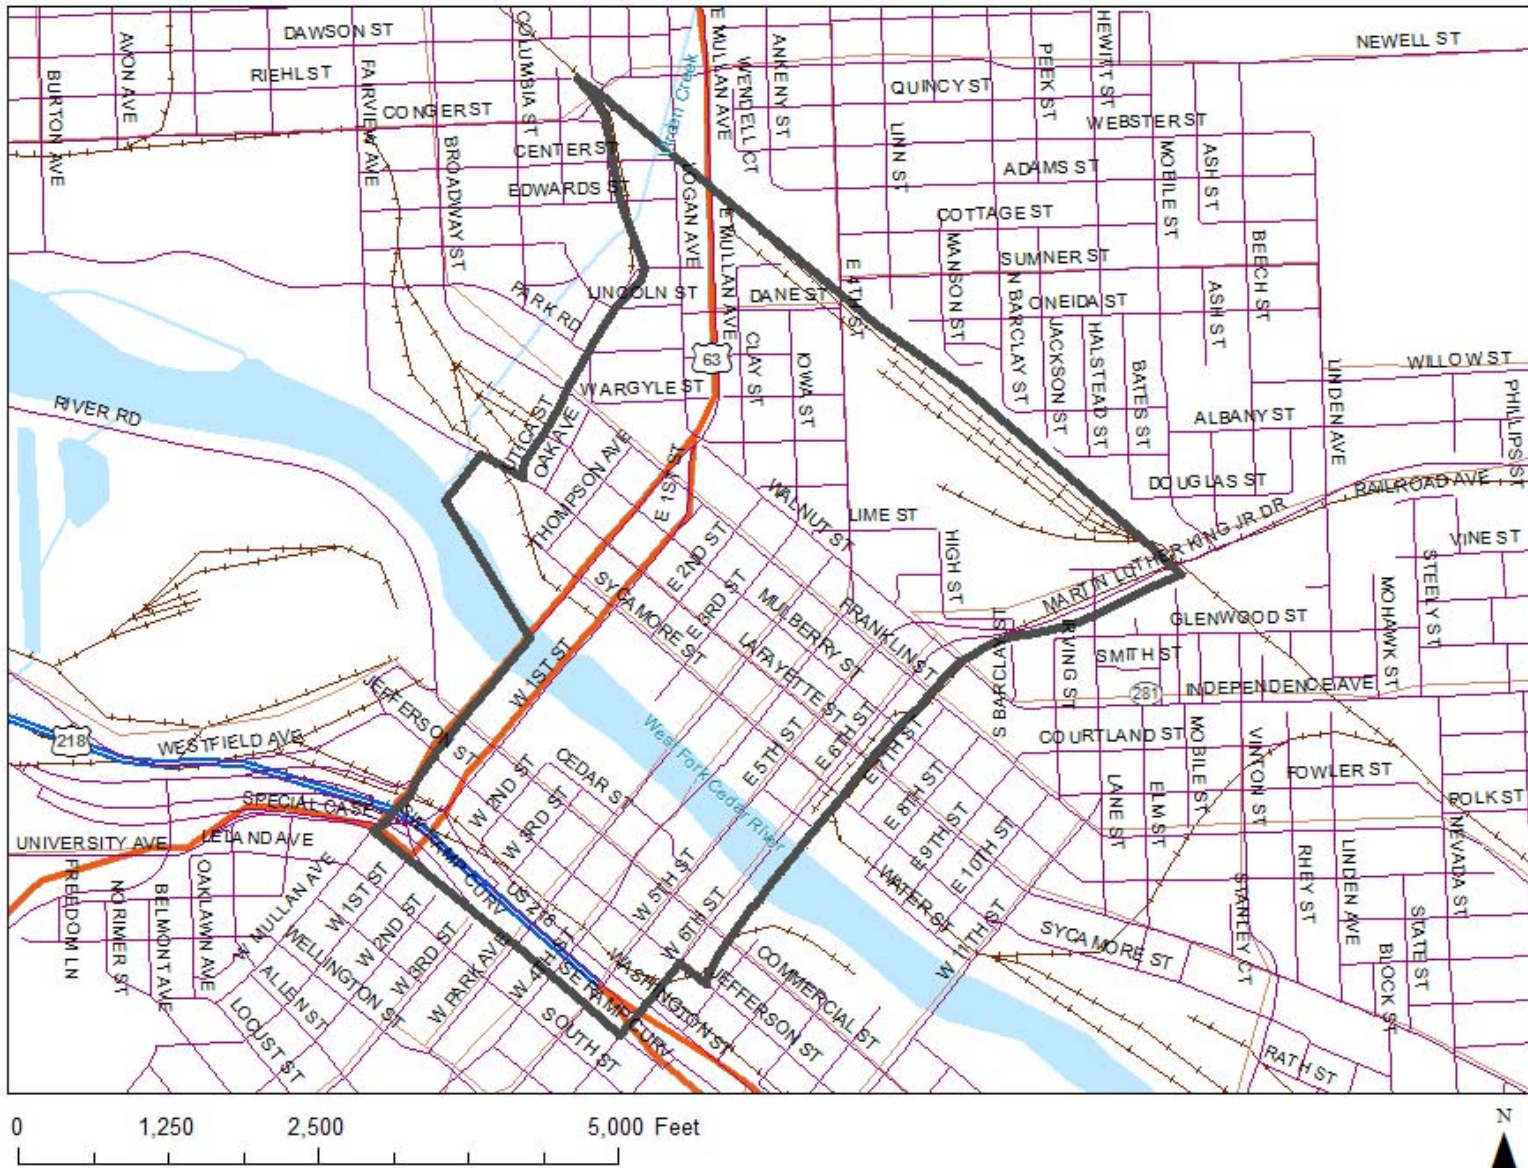 DAWSON ST
NEWELL ST
AVON AVE
COLUMBIA ST
E MULLAN AVE
ANKENY ST
HEWITT ST
PEEK ST
RIEHL ST
BURTON AVE
FAIRVIEW AVE
WENDELL CT
QUINCY ST
CONGER ST
WEBSTER ST
LINN ST
BROADWAY ST
CENTER ST
MOBILE ST
ASH ST
ADAMS ST
EDWARDS ST
LOGAN AVE
COTTAGE ST
E MULLAN AVE
MANSON ST
BEECH ST
SUMNER ST
E 4TH ST
N BARCLAY ST
PARK RD
LINCOLN ST
DANE ST
ONEIDA ST
ASH ST
JACKSON ST
HALSTEAD ST
63
CLAY ST
IOWA ST
BATES ST
LINDEN AVE
WILLOW ST
PHILLIPS ST
W ARGYLE ST
RIVER RD
UTICA ST
OAK AVE
ALBANY ST
THOMPSON AVE
E 1ST ST
WALNUT ST
DOUGLAS ST
RAILROAD AVE
LIME ST
HIGH ST
MARTIN LUTHER KING JR DR
VINE ST
E 2ND ST
SYCAMORE ST
E 3RD ST
MULBERRY ST
FRANKLIN ST
STEELY ST
MOHAWK ST
S BARCLAY ST
IRVING ST
GLENWOOD ST
LAFAYETTE ST
W 1ST ST
SMITH ST
281
INDEPENDENCE AVE
JEFFERSON ST
218
WESTFIELD AVE
West Fork Cedar River
E 5TH ST
E 6TH ST
E 7TH ST
COURTLAND ST
MOBILE ST
VINTON ST
CEDAR ST
W 2ND ST
W 3RD ST
E 8TH ST
E 9TH ST
E 10TH ST
LANE ST
ELM ST
FOWLER ST
POLK ST
SPECIAL CASE
UNIVERSITY AVE
LELAND AVE
NEVADA ST
FREEDOM LN
NORIMER ST
BELMONT AVE
OAKLAWN AVE
W MULLAN AVE
W 1ST ST
US 218
W 5TH ST
WATER ST
RHEY ST
LINDEN AVE
STANLEY CT
W 2ND ST
W 3RD ST
W 6TH ST
WELLINGTON ST
W PARK AVE
W 4TH ST
W 11TH ST
SYCAMORE ST
STATE ST
BLOCK ST
ALLEN ST
LOCUST ST
WASHINGTON ST
COMMERCIAL ST
JEFFERSON ST
SOUTH ST
RATH ST
0 1,250 2,500 5,000 Feet
N